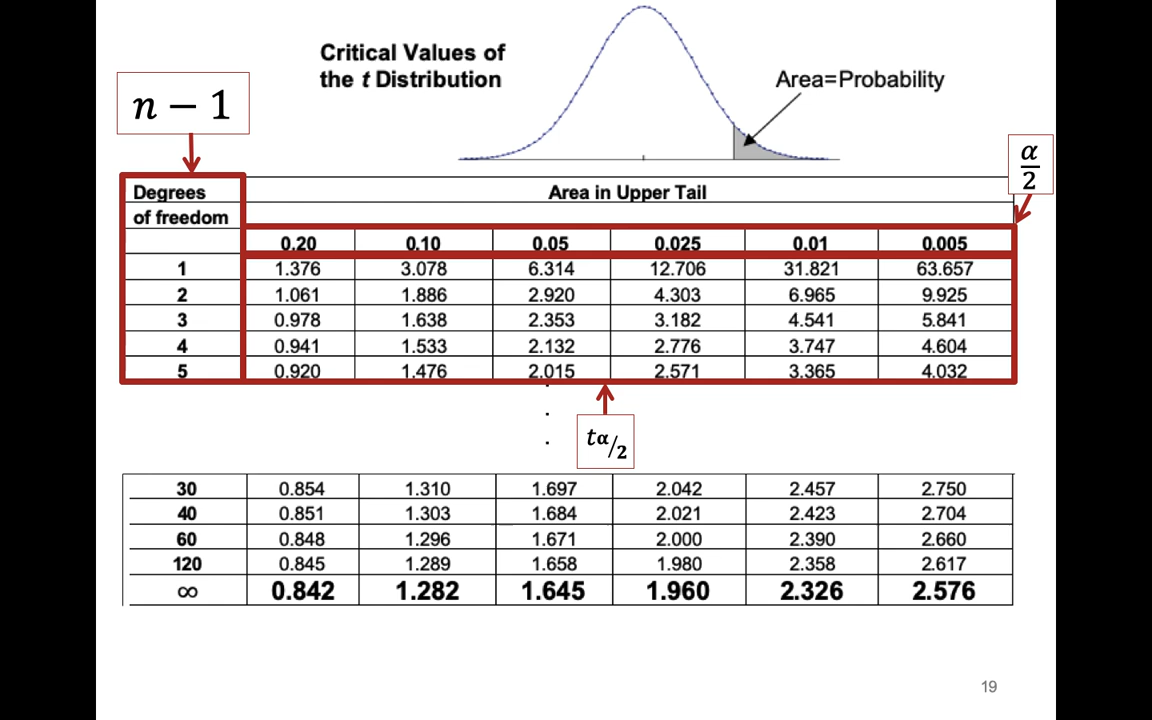 Critical Values of
the t Distribution
Area=Probability
n − 1
α
2
Degrees
of freedom
Area in Upper Tail
0.20 0.10 0.05 0.025 0.01 0.005
1 1.376 3.078 6.314 12.706 31.821 63.657
2 1.061 1.886 2.920 4.303 6.965 9.925
3 0.978 1.638 2.353 3.182 4.541 5.841
4 0.941 1.533 2.132 2.776 3.747 4.604
5 0.920 1.476 2.015 2.571 3.365 4.032
.
.
.
tα/2
30 0.854 1.310 1.697 2.042 2.457 2.750
40 0.851 1.303 1.684 2.021 2.423 2.704
60 0.848 1.296 1.671 2.000 2.390 2.660
120 0.845 1.289 1.658 1.980 2.358 2.617
∞ 0.842 1.282 1.645 1.960 2.326 2.576
19